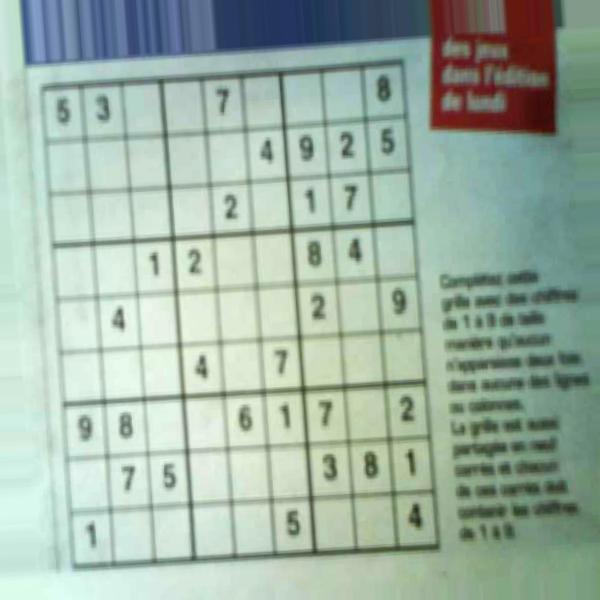 des jeux
dans l'édition
de lundi
5 3 7 8
4 9 2 5
2 1 7
1 2 8 4
4 2 9
4 7
9 8 6 1 7 2
7 5 3 8 1
1 5 4
Complétez cette
grille avec des chiffres
de 1 à 9 de telle
manière qu'aucun
n'apparaisse deux fois
dans aucune des lignes
ou colonnes.
La grille est aussi
partagée en neuf
carrés et chacun
de ces carrés doit
contenir les chiffres
de 1 à 9.